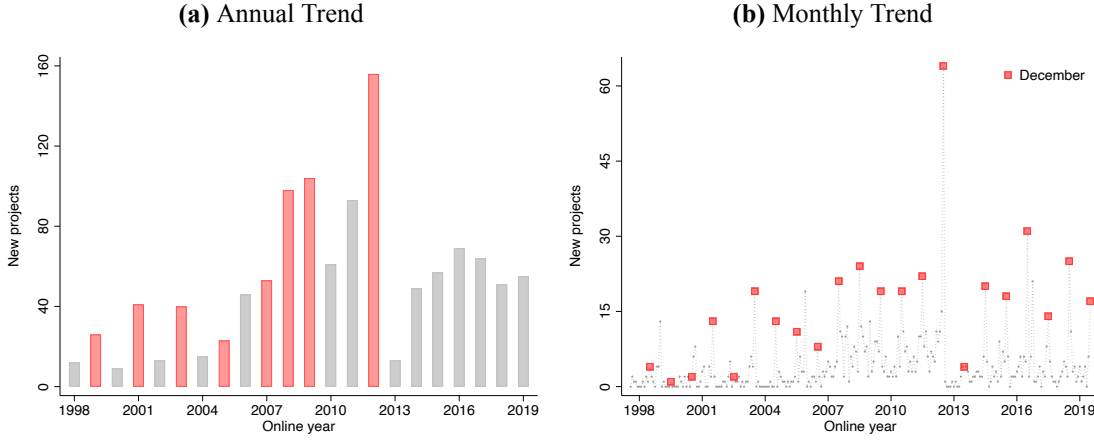 (a) Annual Trend
160
120
80
40
0
New projects
1998 2001 2004 2007 2010 2013 2016 2019
Online year
(b) Monthly Trend
December
60
45
30
15
0
New projects
1998 2001 2004 2007 2010 2013 2016 2019
Online year